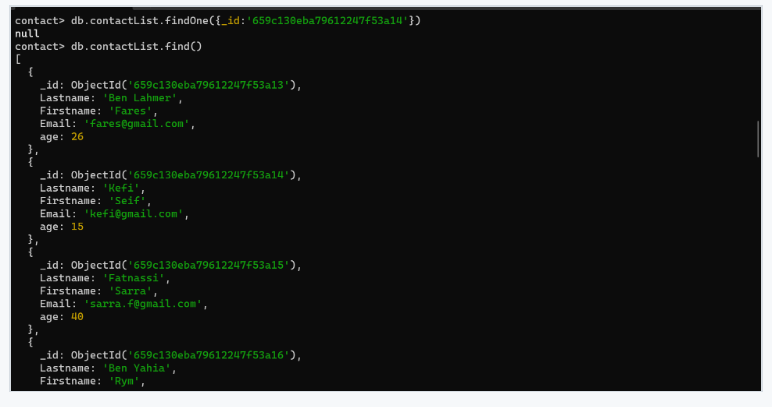 contact> db.contactList.findOne({_id:'659c130eba79612247f53a14'})
null
contact> db.contactList.find()
[
  {
    _id: ObjectId('659c130eba79612247f53a13'),
    Lastname: 'Ben Lahmer',
    Firstname: 'Fares',
    Email: 'fares@gmail.com',
    age: 26
  },
  {
    _id: ObjectId('659c130eba79612247f53a14'),
    Lastname: 'Kefi',
    Firstname: 'Seif',
    Email: 'kefi@gmail.com',
    age: 15
  },
  {
    _id: ObjectId('659c130eba79612247f53a15'),
    Lastname: 'Fatnassi',
    Firstname: 'Sarra',
    Email: 'sarra.f@gmail.com',
    age: 40
  },
  {
    _id: ObjectId('659c130eba79612247f53a16'),
    Lastname: 'Ben Yahia',
    Firstname: 'Rym',